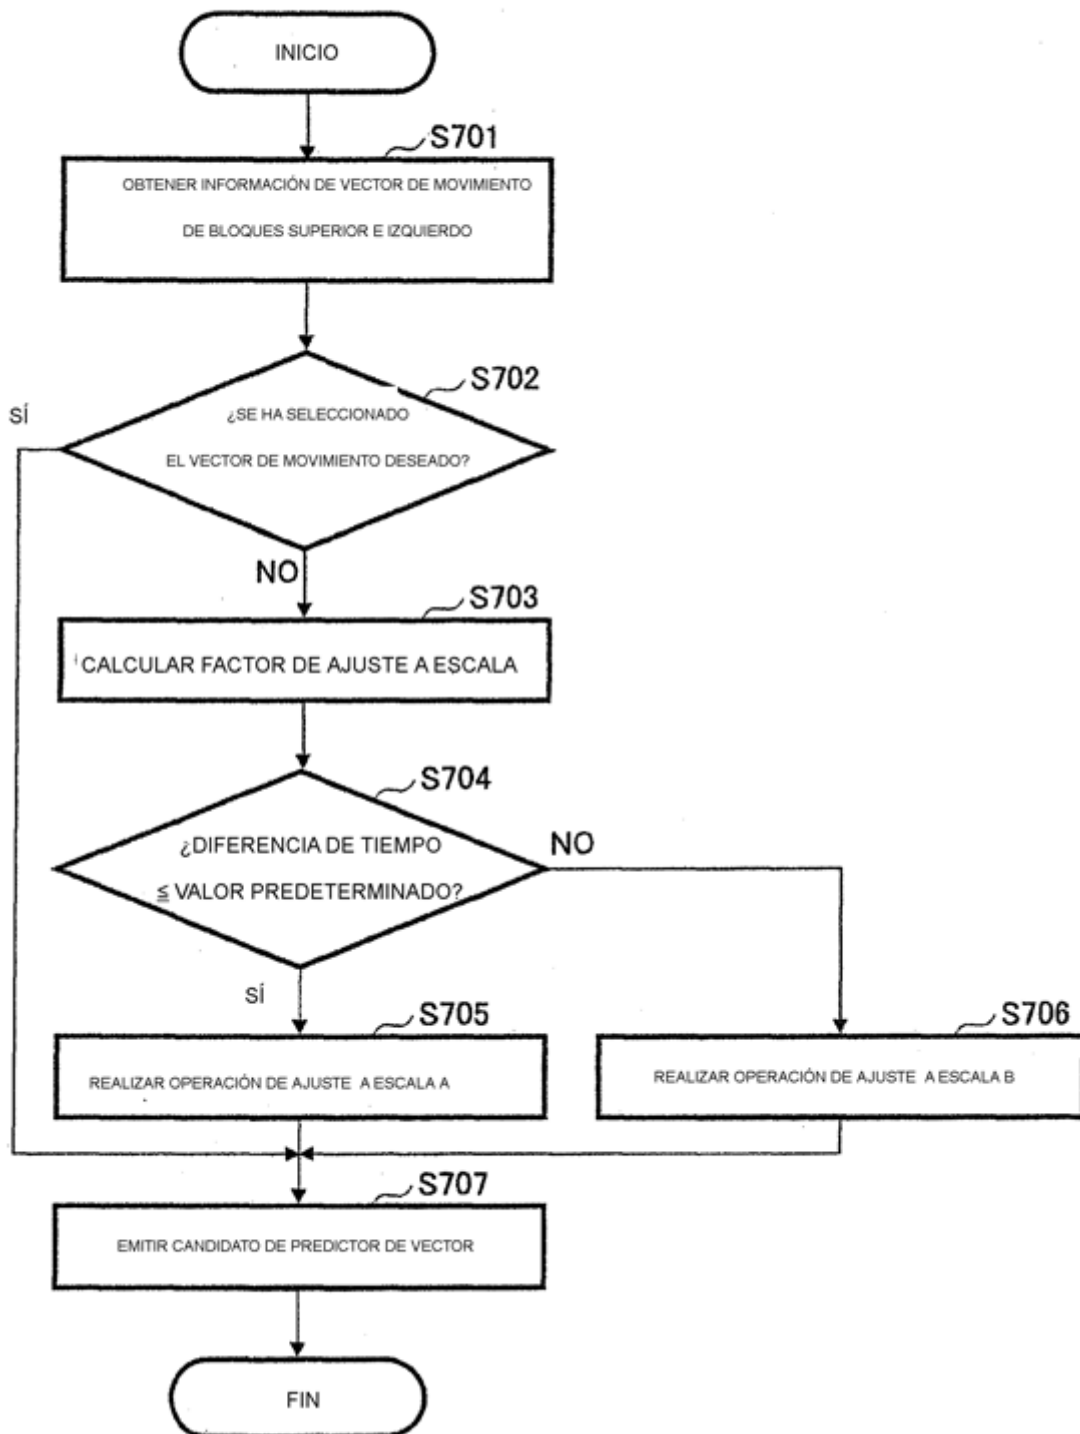 INICIO
S701
OBTENER INFORMACIÓN DE VECTOR DE MOVIMIENTO
DE BLOQUES SUPERIOR E IZQUIERDO
S702
SÍ
¿SE HA SELECCIONADO
EL VECTOR DE MOVIMIENTO DESEADO?
NO
S703
CALCULAR FACTOR DE AJUSTE A ESCALA
S704
¿DIFERENCIA DE TIEMPO
≤ VALOR PREDETERMINADO?
NO
SÍ
S705
S706
REALIZAR OPERACIÓN DE AJUSTE A ESCALA A
REALIZAR OPERACIÓN DE AJUSTE A ESCALA B
S707
EMITIR CANDIDATO DE PREDICTOR DE VECTOR
FIN